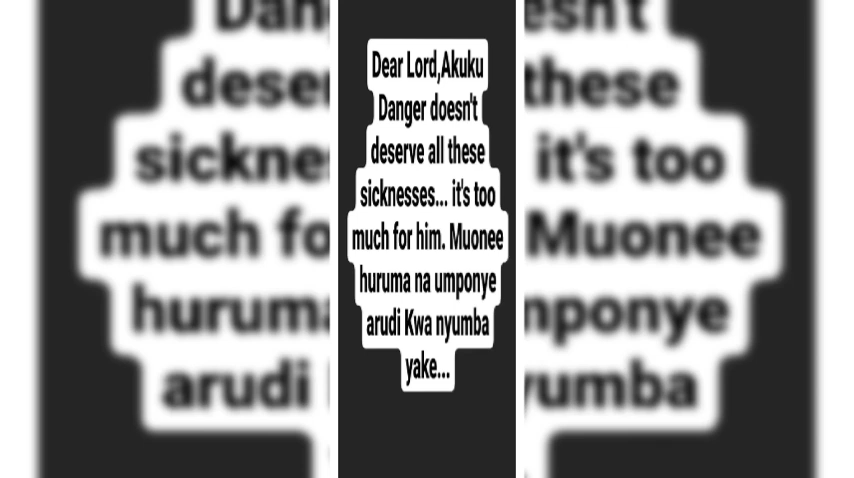 Dear Lord,Akuku
Danger doesn't
deserve all these
sicknesses... it's too
much for him. Muonee
huruma na umponye
arudi Kwa nyumba
yake...